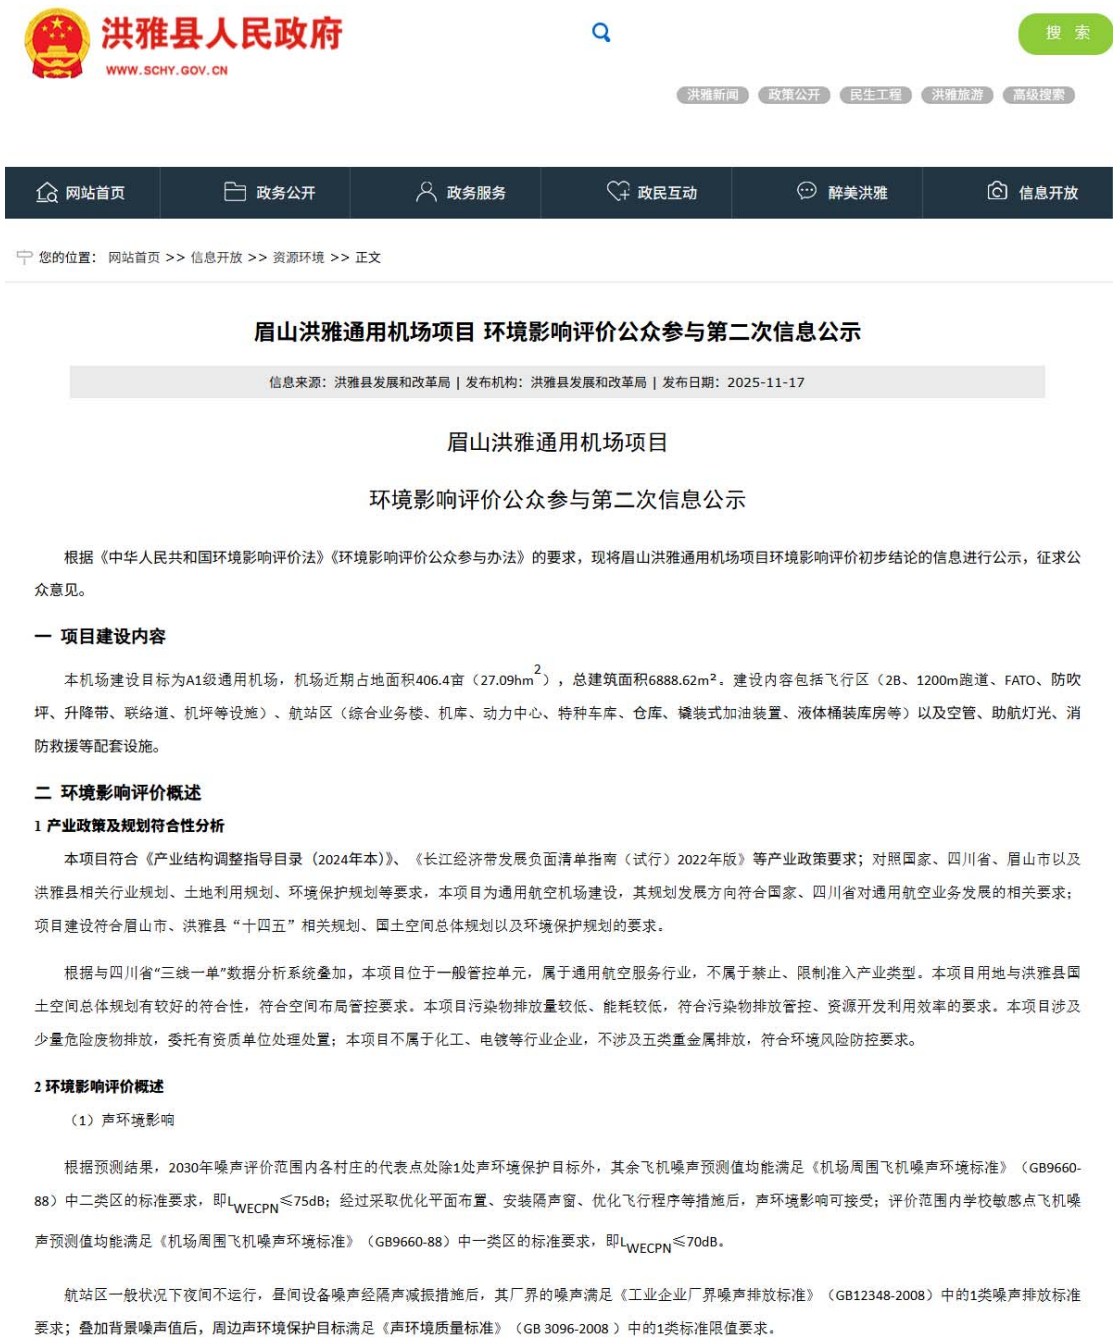 洪雅县人民政府
WWW.SCHY.GOV.CN
搜 索
洪雅新闻 政策公开 民生工程 洪雅旅游 高级搜索
网站首页 政务公开 政务服务 政民互动 醉美洪雅 信息开放
您的位置： 网站首页 >> 信息开放 >> 资源环境 >> 正文
眉山洪雅通用机场项目 环境影响评价公众参与第二次信息公示
信息来源：洪雅县发展和改革局 | 发布机构：洪雅县发展和改革局 | 发布日期：2025-11-17
眉山洪雅通用机场项目
环境影响评价公众参与第二次信息公示
根据《中华人民共和国环境影响评价法》《环境影响评价公众参与办法》的要求，现将眉山洪雅通用机场项目环境影响评价初步结论的信息进行公示，征求公
众意见。
一 项目建设内容
本机场建设目标为A1级通用机场，机场近期占地面积406.4亩（27.09hm²），总建筑面积6888.62m²。建设内容包括飞行区（2B、1200m跑道、FATO、防吹
坪、升降带、联络道、机坪等设施）、航站区（综合业务楼、机库、动力中心、特种车库、仓库、橇装式加油装置、液体桶装库房等）以及空管、助航灯光、消
防救援等配套设施。
二 环境影响评价概述
1 产业政策及规划符合性分析
本项目符合《产业结构调整指导目录（2024年本）》、《长江经济带发展负面清单指南（试行）2022年版》等产业政策要求；对照国家、四川省、眉山市以及
洪雅县相关行业规划、土地利用规划、环境保护规划等要求，本项目为通用航空机场建设，其规划发展方向符合国家、四川省对通用航空业务发展的相关要求；
项目建设符合眉山市、洪雅县“十四五”相关规划、国土空间总体规划以及环境保护规划的要求。
根据与四川省“三线一单”数据分析系统叠加，本项目位于一般管控单元，属于通用航空服务行业，不属于禁止、限制准入产业类型。本项目用地与洪雅县国
土空间总体规划有较好的符合性，符合空间布局管控要求。本项目污染物排放量较低、能耗较低，符合污染物排放管控、资源开发利用效率的要求。本项目涉及
少量危险废物排放，委托有资质单位处理处置；本项目不属于化工、电镀等行业企业，不涉及五类重金属排放，符合环境风险防控要求。
2 环境影响评价概述
（1）声环境影响
根据预测结果，2030年噪声评价范围内各村庄的代表点处除1处声环境保护目标外，其余飞机噪声预测值均能满足《机场周围飞机噪声环境标准》（GB9660-
88）中二类区的标准要求，即LWECPN≤75dB；经过采取优化平面布置、安装隔声窗、优化飞行程序等措施后，声环境影响可接受；评价范围内学校敏感点飞机噪
声预测值均能满足《机场周围飞机噪声环境标准》（GB9660-88）中一类区的标准要求，即LWECPN≤70dB。
航站区一般状况下夜间不运行，昼间设备噪声经隔声减振措施后，其厂界的噪声满足《工业企业厂界噪声排放标准》（GB12348-2008）中的1类噪声排放标准
要求；叠加背景噪声值后，周边声环境保护目标满足《声环境质量标准》（GB 3096-2008 ）中的1类标准限值要求。